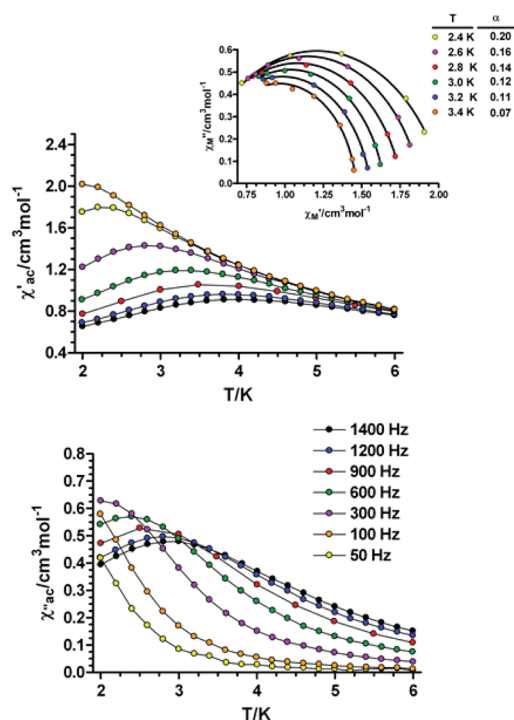 T α
2.4 K 0.20
2.6 K 0.16
2.8 K 0.14
3.0 K 0.12
3.2 K 0.11
3.4 K 0.07
0.6
0.5
0.4
0.3
0.2
0.1
0.0
χM''/cm³mol⁻¹
0.75 1.00 1.25 1.50 1.75 2.00
χM'/cm³mol⁻¹
2.4
2.0
1.6
1.2
0.8
0.4
χ'ac/cm³mol⁻¹
2 3 4 5 6
T/K
0.8
0.7
0.6
0.5
0.4
0.3
0.2
0.1
0.0
χ''ac/cm³mol⁻¹
1400 Hz
1200 Hz
900 Hz
600 Hz
300 Hz
100 Hz
50 Hz
2 3 4 5 6
T/K